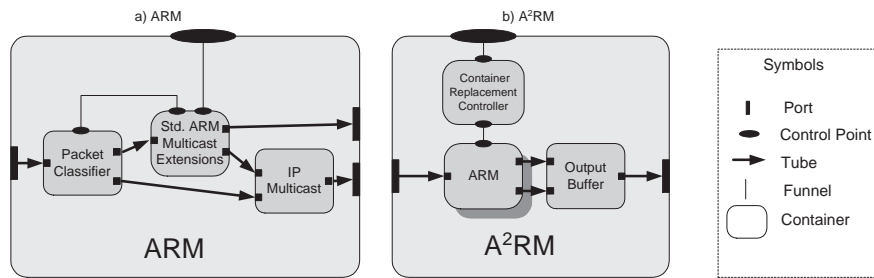 a) ARM
b) A²RM
Packet
Classifier
Std. ARM
Multicast
Extensions
IP
Multicast
ARM
Container
Replacement
Controller
ARM
Output
Buffer
A²RM
Symbols
Port
Control Point
Tube
Funnel
Container